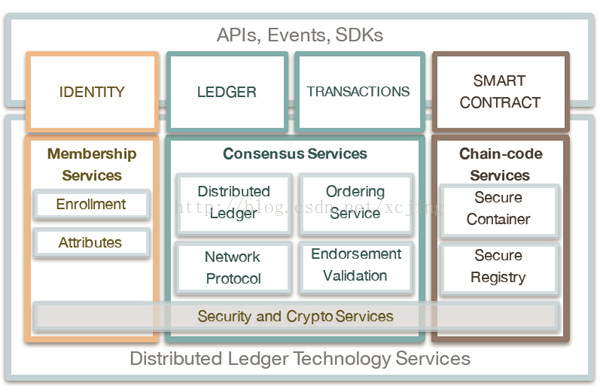 APIs, Events, SDKs
IDENTITY
LEDGER
TRANSACTIONS
SMART
CONTRACT
Membership
Services
Enrollment
Attributes
Consensus Services
Distributed
Ledger
Ordering
Service
Network
Protocol
Endorsement
Validation
Chain-code
Services
Secure
Container
Secure
Registry
Security and Crypto Services
Distributed Ledger Technology Services